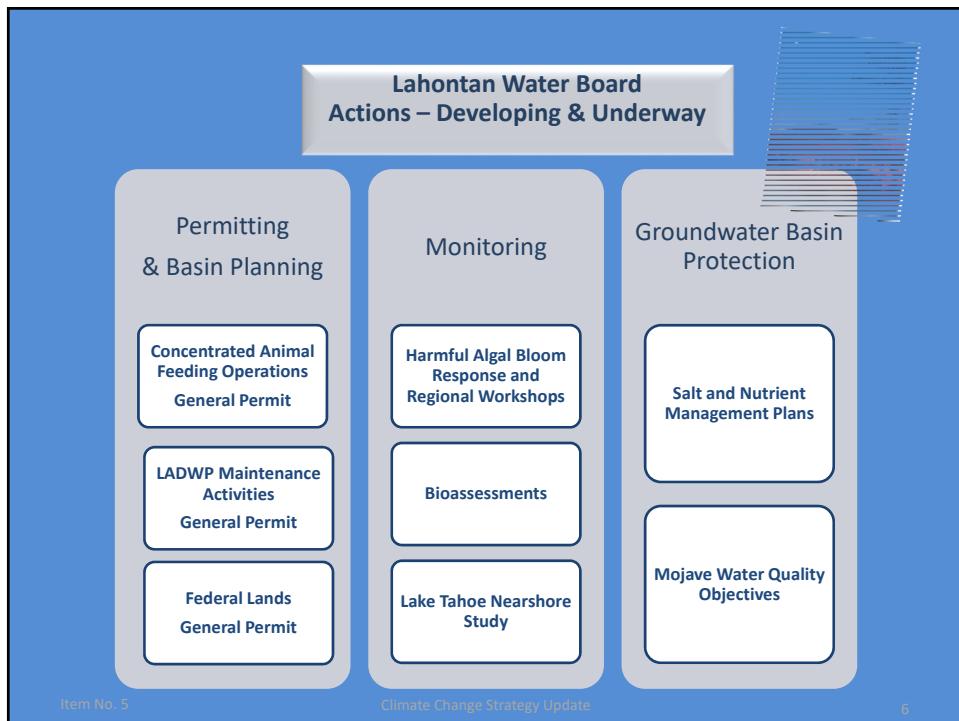 Lahontan Water Board
Actions – Developing & Underway
Permitting
& Basin Planning
Concentrated Animal
Feeding Operations
General Permit
LADWP Maintenance
Activities
General Permit
Federal Lands
General Permit
Monitoring
Harmful Algal Bloom
Response and
Regional Workshops
Bioassessments
Lake Tahoe Nearshore
Study
Groundwater Basin
Protection
Salt and Nutrient
Management Plans
Mojave Water Quality
Objectives
Item No. 5
Climate Change Strategy Update
6